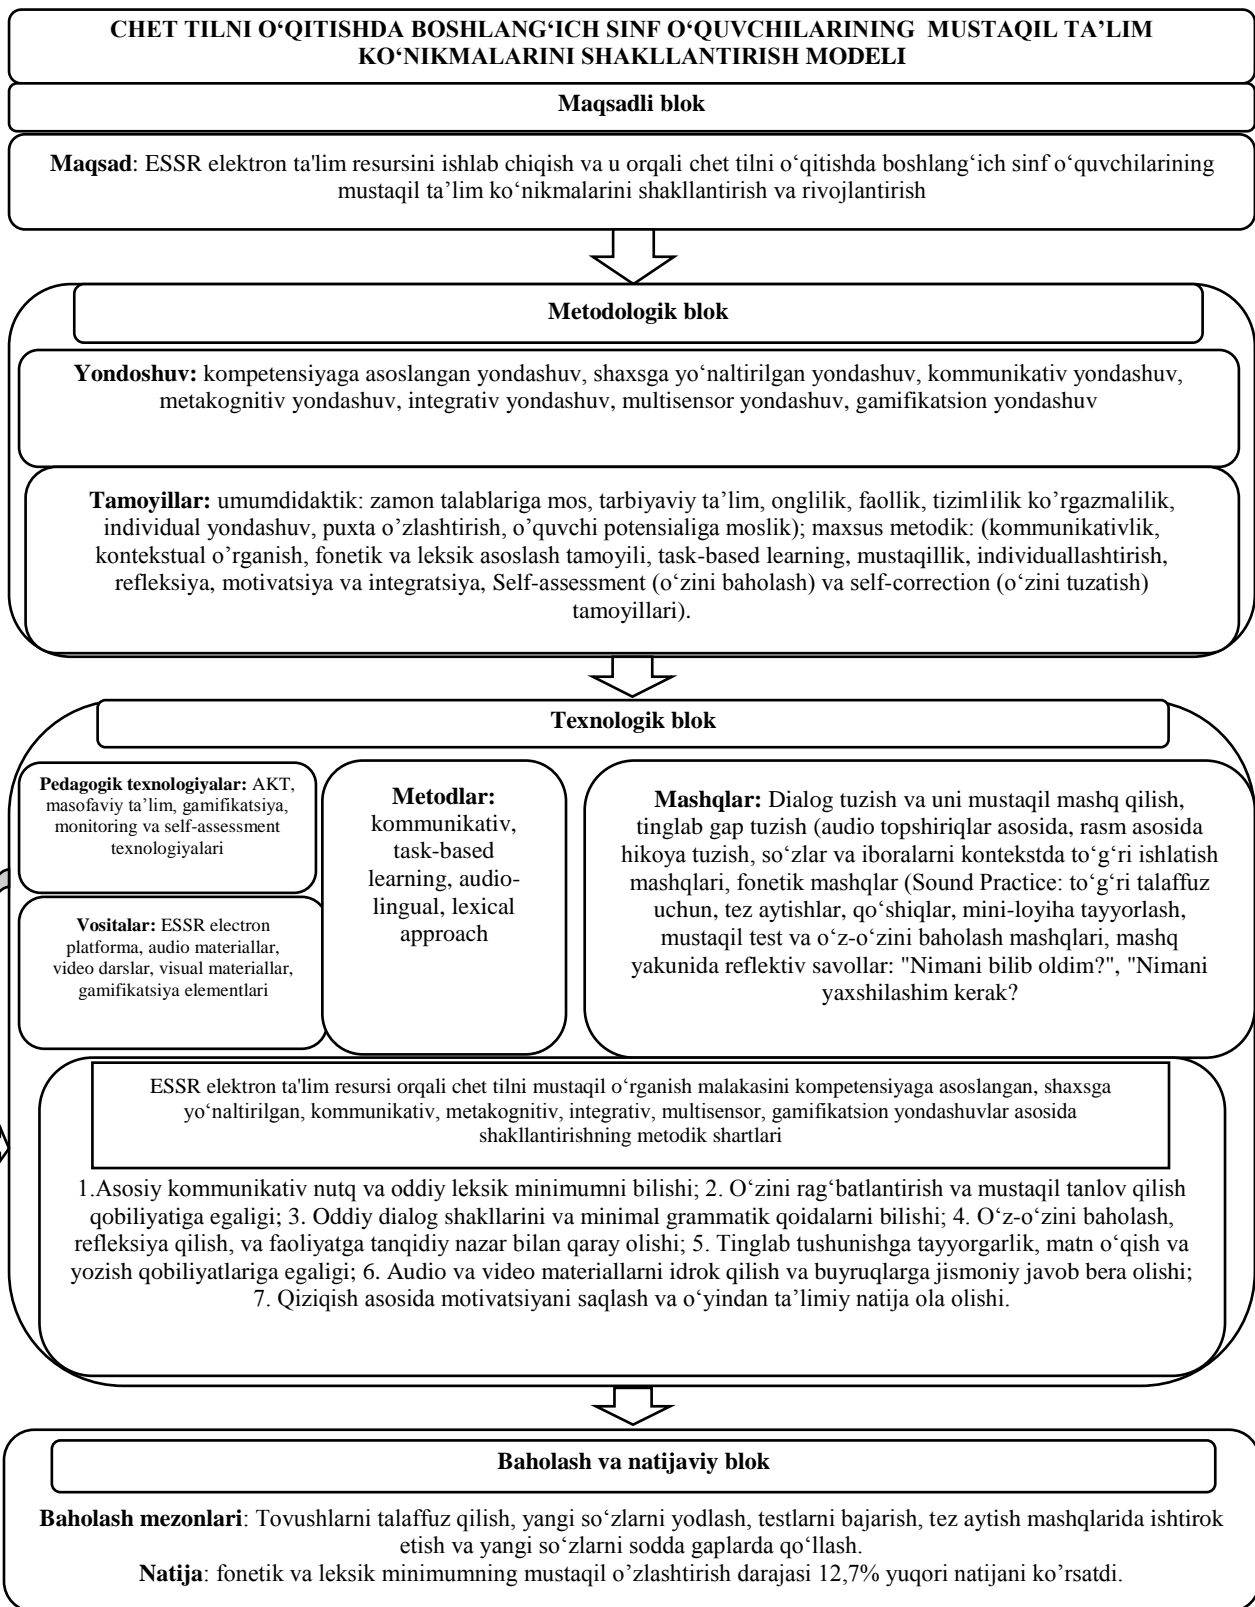 CHET TILNI O‘QITISHDA BOSHLANG‘ICH SINF O‘QUVCHILARINING MUSTAQIL TA’LIM
KO‘NIKMALARINI SHAKLLANTIRISH MODELI
Maqsadli blok
Maqsad: ESSR elektron ta'lim resursini ishlab chiqish va u orqali chet tilni o‘qitishda boshlang‘ich sinf o‘quvchilarining
mustaqil ta’lim ko‘nikmalarini shakllantirish va rivojlantirish
Metodologik blok
Yondoshuv: kompetensiyaga asoslangan yondashuv, shaxsga yo‘naltirilgan yondashuv, kommunikativ yondashuv,
metakognitiv yondashuv, integrativ yondashuv, multisensor yondashuv, gamifikatsion yondashuv
Tamoyillar: umumdidaktik: zamon talablariga mos, tarbiyaviy ta’lim, onglilik, faollik, tizimlilik ko’rgazmalilik,
individual yondashuv, puxta o’zlashtirish, o’quvchi potensialiga moslik); maxsus metodik: (kommunikativlik,
kontekstual o’rganish, fonetik va leksik asoslash tamoyili, task-based learning, mustaqillik, individuallashtirish,
refleksiya, motivatsiya va integratsiya, Self-assessment (o‘zini baholash) va self-correction (o‘zini tuzatish)
tamoyillari).
Texnologik blok
Pedagogik texnologiyalar: AKT,
masofaviy ta’lim, gamifikatsiya,
monitoring va self-assessment
texnologiyalari
Vositalar: ESSR electron
platforma, audio materiallar,
video darslar, visual materiallar,
gamifikatsiya elementlari
Metodlar:
kommunikativ,
task-based
learning, audio-
lingual, lexical
approach
Mashqlar: Dialog tuzish va uni mustaqil mashq qilish,
tinglab gap tuzish (audio topshiriqlar asosida, rasm asosida
hikoya tuzish, so‘zlar va iboralarni kontekstda to‘g‘ri ishlatish
mashqlari, fonetik mashqlar (Sound Practice: to‘g‘ri talaffuz
uchun, tez aytishlar, qo‘shiqlar, mini-loyiha tayyorlash,
mustaqil test va o‘z-o‘zini baholash mashqlari, mashq
yakunida reflektiv savollar: "Nimani bilib oldim?", "Nimani
yaxshilashim kerak?
ESSR elektron ta'lim resursi orqali chet tilni mustaqil o‘rganish malakasini kompetensiyaga asoslangan, shaxsga
yo‘naltirilgan, kommunikativ, metakognitiv, integrativ, multisensor, gamifikatsion yondashuvlar asosida
shakllantirishning metodik shartlari
1.Asosiy kommunikativ nutq va oddiy leksik minimumni bilishi; 2. O‘zini rag‘batlantirish va mustaqil tanlov qilish
qobiliyatiga egaligi; 3. Oddiy dialog shakllarini va minimal grammatik qoidalarni bilishi; 4. O‘z-o‘zini baholash,
refleksiya qilish, va faoliyatga tanqidiy nazar bilan qaray olishi; 5. Tinglab tushunishga tayyorgarlik, matn o‘qish va
yozish qobiliyatlariga egaligi; 6. Audio va video materiallarni idrok qilish va buyruqlarga jismoniy javob bera olishi;
7. Qiziqish asosida motivatsiyani saqlash va o‘yindan ta’limiy natija ola olishi.
Baholash va natijaviy blok
Baholash mezonlari: Tovushlarni talaffuz qilish, yangi so‘zlarni yodlash, testlarni bajarish, tez aytish mashqlarida ishtirok
etish va yangi so‘zlarni sodda gaplarda qo‘llash.
Natija: fonetik va leksik minimumning mustaqil o’zlashtirish darajasi 12,7% yuqori natijani ko’rsatdi.